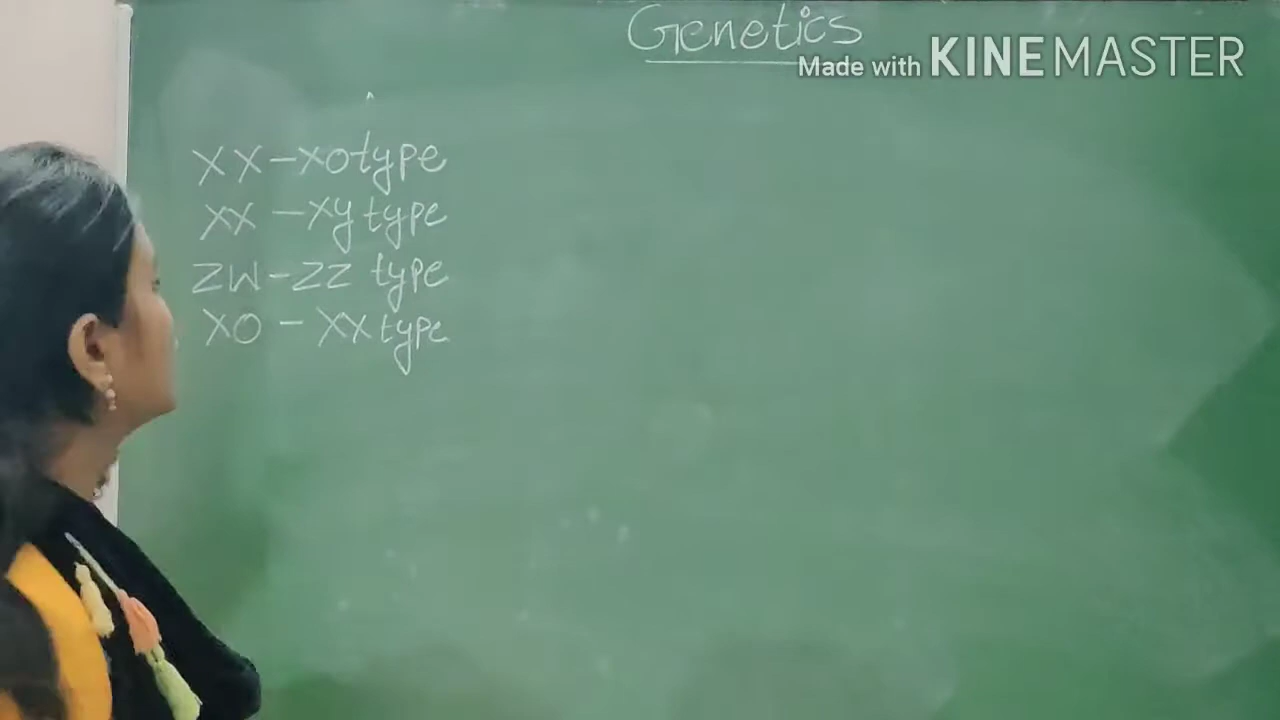 Genetics
Made with KINEMASTER
XX-XO type
XX - Xy type
ZW-ZZ type
XO - XX type